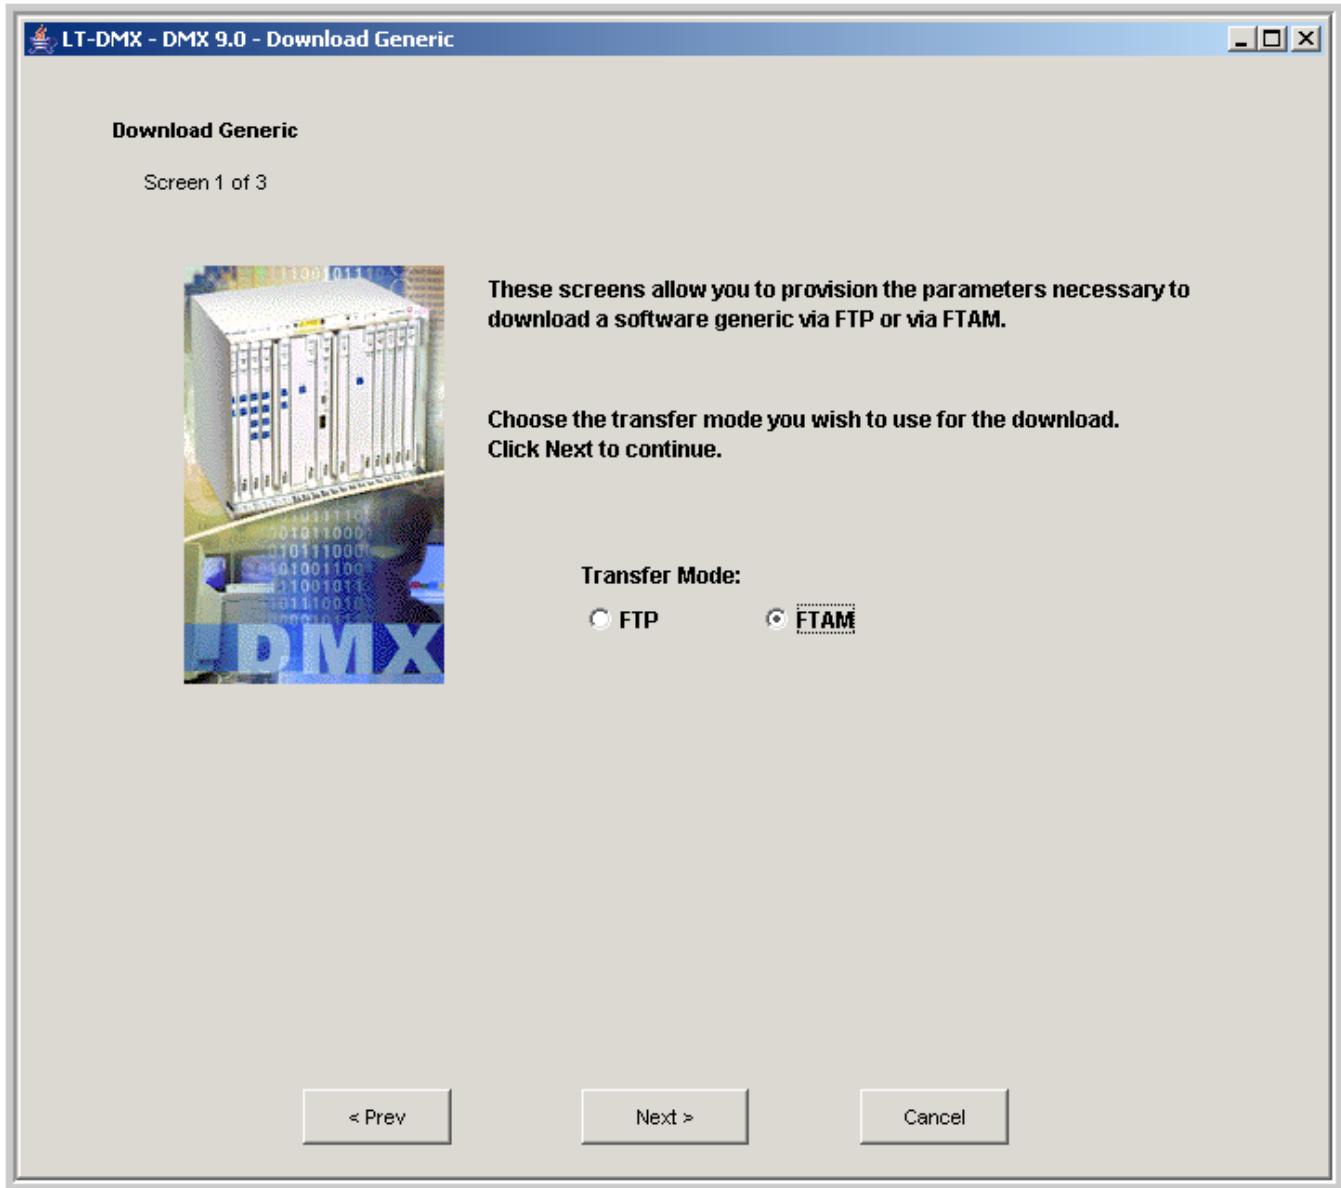 LT-DMX - DMX 9.0 - Download Generic
Download Generic
Screen 1 of 3
These screens allow you to provision the parameters necessary to
download a software generic via FTP or via FTAM.
Choose the transfer mode you wish to use for the download.
Click Next to continue.
Transfer Mode:
FTP FTAM
DMX
< Prev Next > Cancel